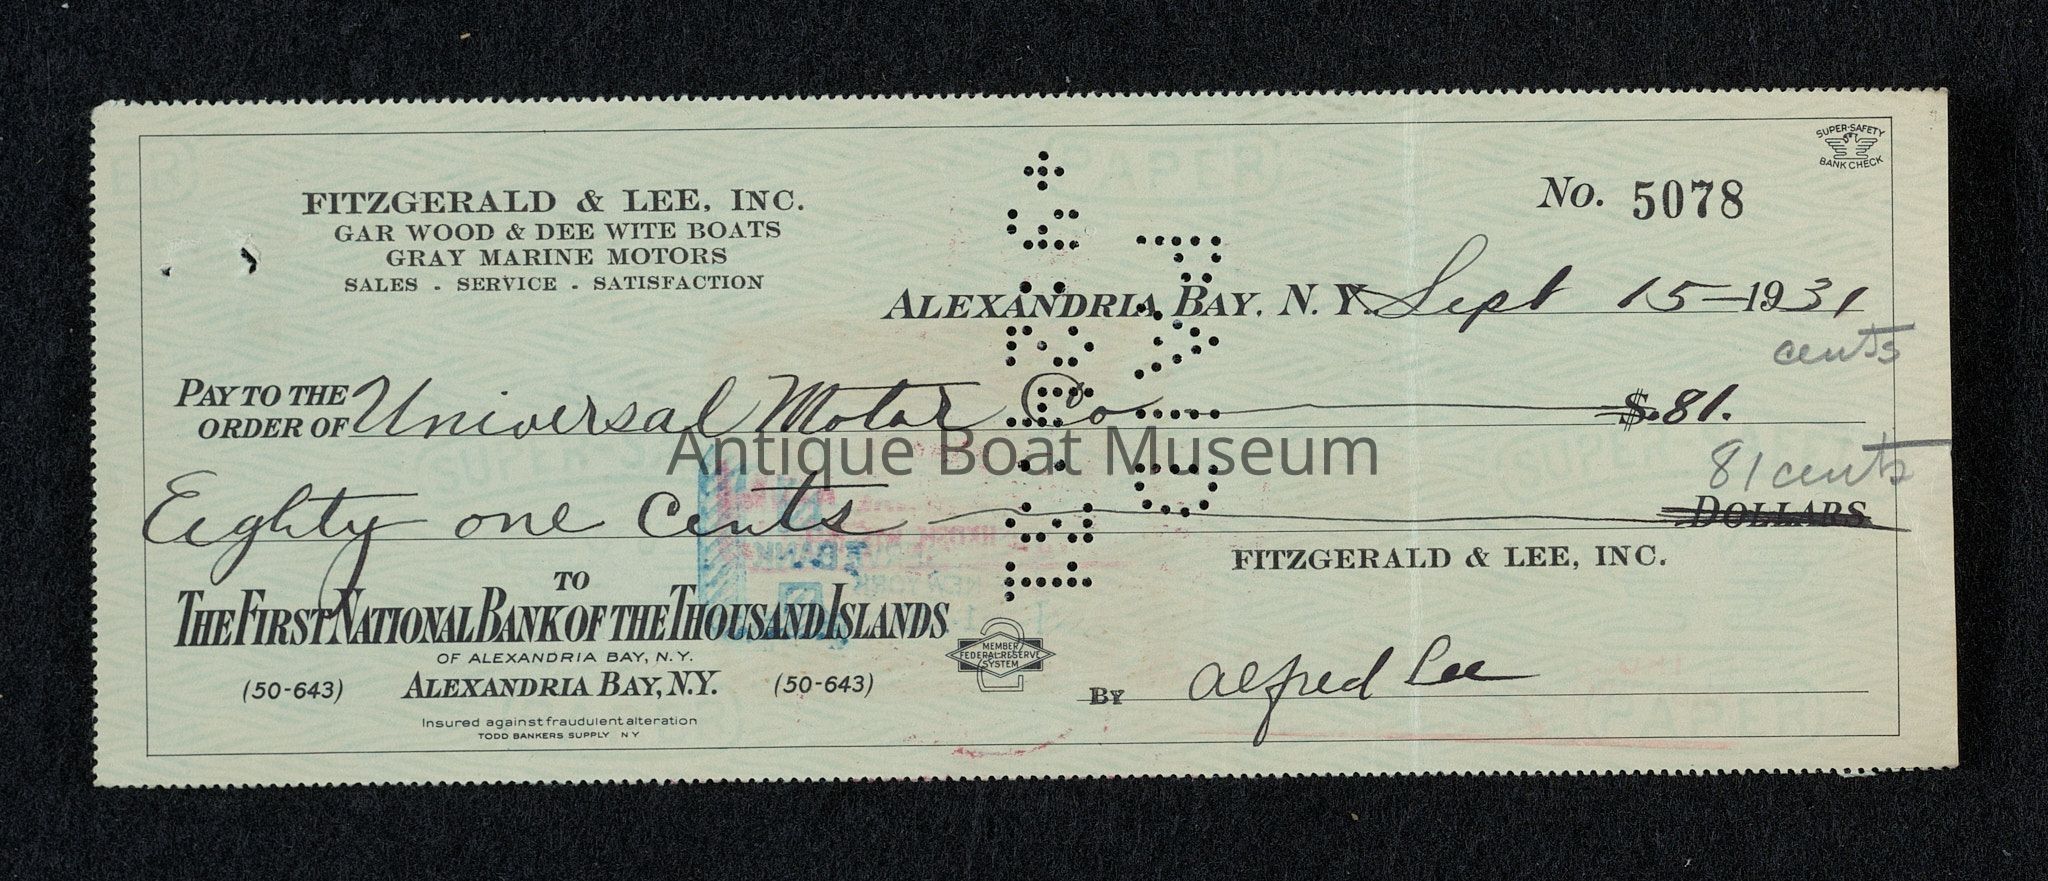 SUPER-SAFETY
BANK CHECK
FITZGERALD & LEE, INC.
GAR WOOD & DEE WITE BOATS
GRAY MARINE MOTORS
SALES - SERVICE - SATISFACTION
No. 5078
ALEXANDRIA BAY, N. Y. Sept 15 - 1931
cents
PAY TO THE
ORDER OF Universal Motor Co $.81.
Antique Boat Museum
81 cents
Eighty one cents DOLLARS
FITZGERALD & LEE, INC.
TO
THE FIRST NATIONAL BANK OF THE THOUSAND ISLANDS
OF ALEXANDRIA BAY, N.Y.
MEMBER
FEDERAL RESERVE
SYSTEM
(50-643) ALEXANDRIA BAY, N.Y. (50-643)
BY Alfred Lee
Insured against fraudulent alteration
TODD BANKERS SUPPLY N Y